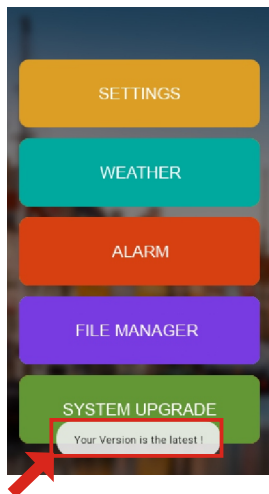 SETTINGS
WEATHER
ALARM
FILE MANAGER
SYSTEM UPGRADE
Your Version is the latest !